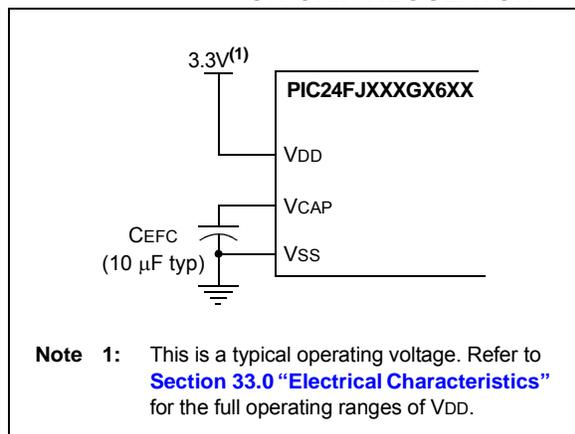 3.3V(1)
PIC24FJXXXGX6XX
VDD
VCAP
CEFC
(10 μF typ)
VSS
Note 1: This is a typical operating voltage. Refer to
Section 33.0 “Electrical Characteristics”
for the full operating ranges of VDD.